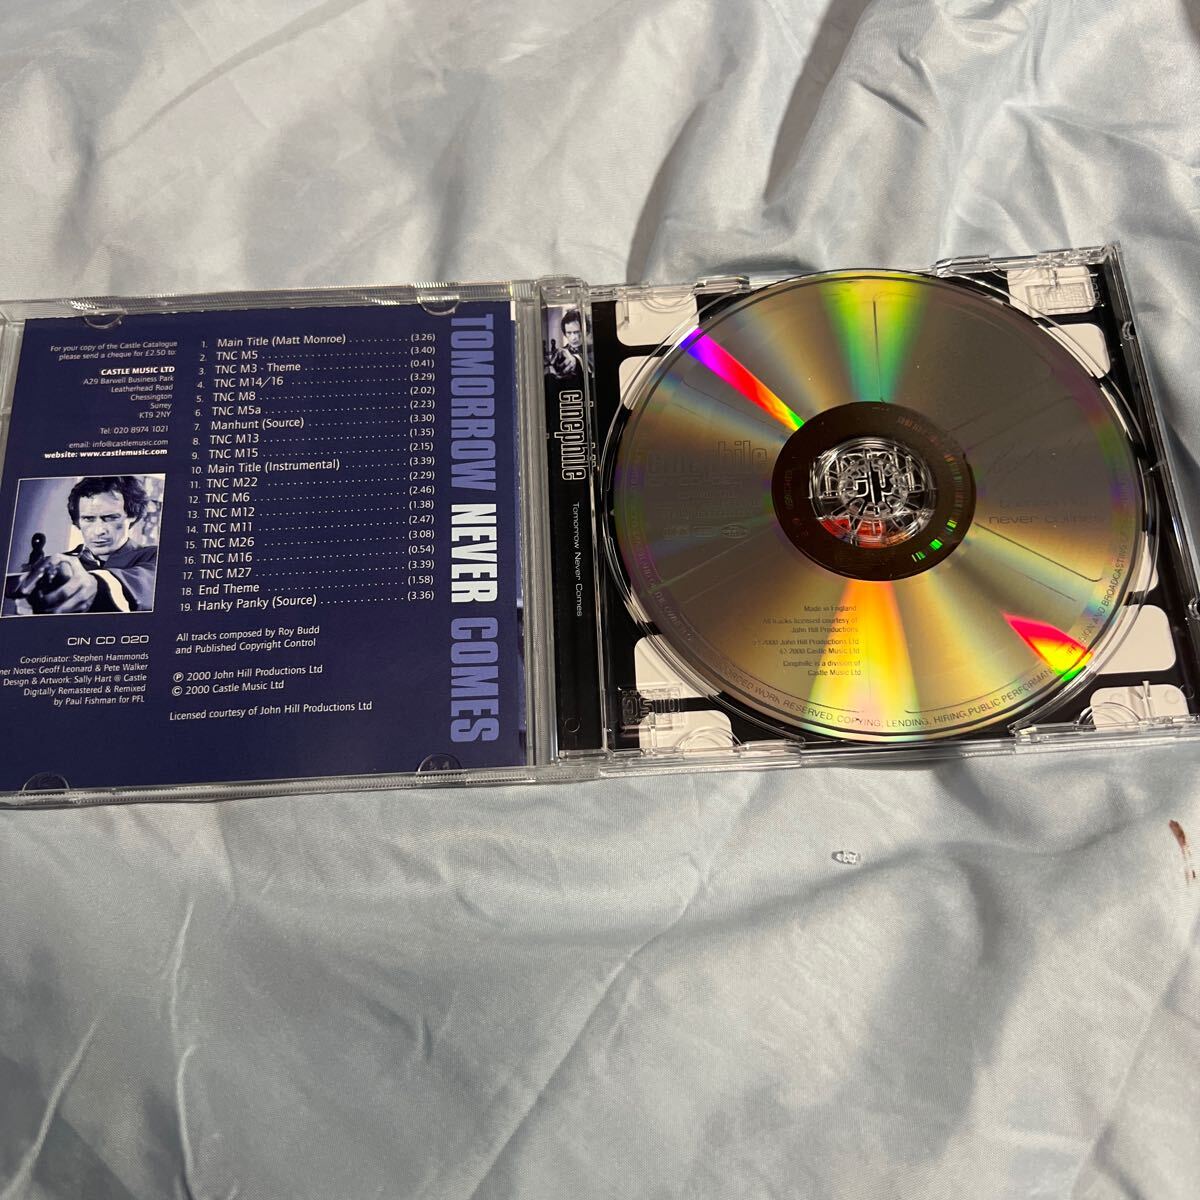 For your copy of the Castle Catalogue
please send a cheque for £2.50 to:
CASTLE MUSIC LTD
A29 Barwell Business Park
Leatherhead Road
Chessington
Surrey
KT9 2NY
Tel: 020 8974 1021
email: info@castlemusic.com
website: www.castlemusic.com
CIN CD 020
Co-ordinator: Stephen Hammonds
Notes: Geoff Leonard & Pete Walker
Design & Artwork: Sally Hart @ Castle
Digitally Remastered & Remixed
by Paul Fishman for PFL
1. Main Title (Matt Monroe) (3.26)
2. TNC M5 (3.40)
3. TNC M3 - Theme (0.41)
4. TNC M14/16 (3.29)
5. TNC M8 (2.02)
6. TNC M5a (2.23)
7. Manhunt (Source) (3.30)
8. TNC M13 (1.35)
9. TNC M15 (2.15)
10. Main Title (Instrumental) (3.39)
11. TNC M22 (2.29)
12. TNC M6 (2.46)
13. TNC M12 (1.38)
14. TNC M11 (2.47)
15. TNC M26 (3.08)
16. TNC M16 (0.54)
17. TNC M27 (3.39)
18. End Theme (1.58)
19. Hanky Panky (Source) (3.36)
All tracks composed by Roy Budd
and Published Copyright Control
℗ 2000 John Hill Productions Ltd
© 2000 Castle Music Ltd
Licensed courtesy of John Hill Productions Ltd
TOMORROW NEVER COMES
cinephile
Tomorrow Never Comes
cinephile
never
Made in England
All tracks licensed courtesy of
John Hill Productions
℗ 2000 John Hill Productions Ltd
© 2000 Castle Music Ltd
Cinephile is a division of
Castle Music Ltd
WORK RESERVED. COPYING, LENDING, HIRING, PUBLIC PERFORMANCE AND BROADCASTING